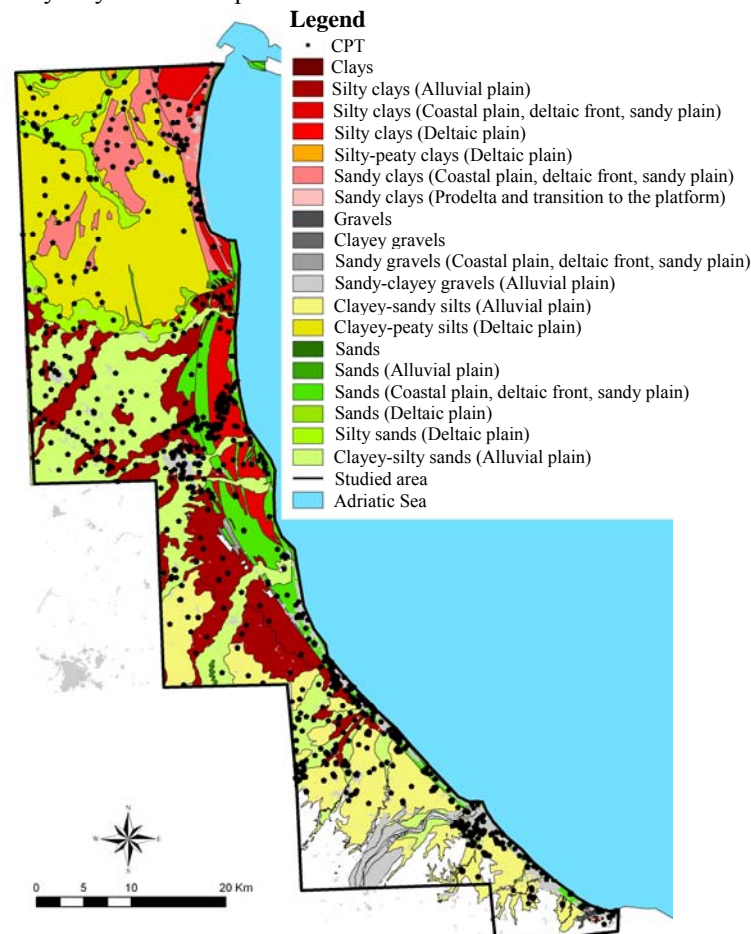 Legend
CPT
Clays
Silty clays (Alluvial plain)
Silty clays (Coastal plain, deltaic front, sandy plain)
Silty clays (Deltaic plain)
Silty-peaty clays (Deltaic plain)
Sandy clays (Coastal plain, deltaic front, sandy plain)
Sandy clays (Prodelta and transition to the platform)
Gravels
Clayey gravels
Sandy gravels (Coastal plain, deltaic front, sandy plain)
Sandy-clayey gravels (Alluvial plain)
Clayey-sandy silts (Alluvial plain)
Clayey-peaty silts (Deltaic plain)
Sands
Sands (Alluvial plain)
Sands (Coastal plain, deltaic front, sandy plain)
Sands (Deltaic plain)
Silty sands (Deltaic plain)
Clayey-silty sands (Alluvial plain)
Studied area
Adriatic Sea
N
W E
S
0 5 10 20 Km